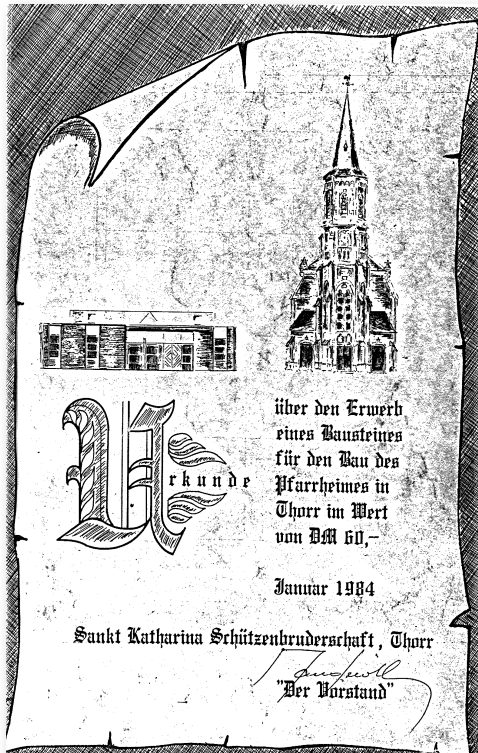 Urkunde
über den Erwerb
eines Bausteines
für den Bau des
Pfarrheimes in
Thorr im Wert
von DM 60,-
Januar 1984
Sankt Katharina Schützenbruderschaft, Thorr
"Der Vorstand"